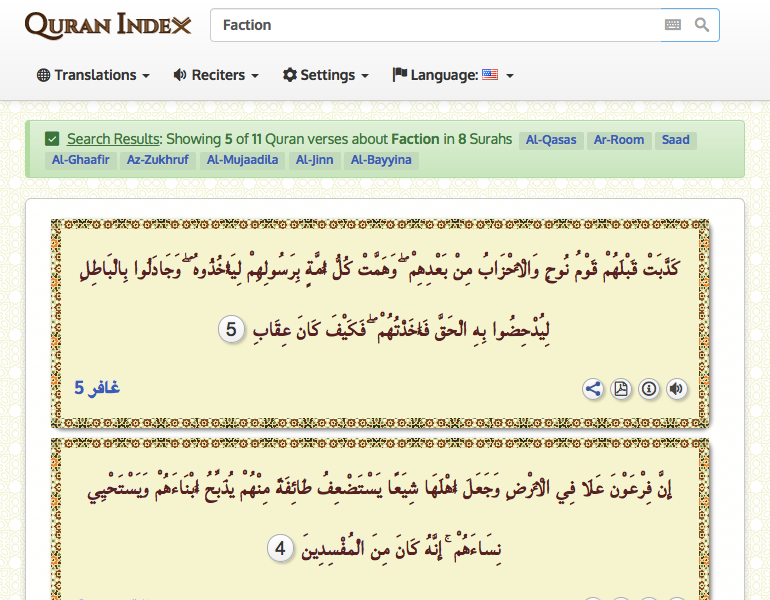 QURAN INDEX
Faction
Translations Reciters Settings Language:
Search Results: Showing 5 of 11 Quran verses about Faction in 8 Surahs Al-Qasas Ar-Room Saad
Al-Ghaafir Az-Zukhruf Al-Mujaadila Al-Jinn Al-Bayyina
كَذَّبَتْ قَبْلَهُمْ قَوْمُ نُوحٍ وَالْأَحْزَابُ مِنْ بَعْدِهِمْ ۖ وَهَمَّتْ كُلُّ أُمَّةٍ بِرَسُولِهِمْ لِيَأْخُذُوهُ ۖ وَجَادَلُوا بِالْبَاطِلِ
لِيُدْحِضُوا بِهِ الْحَقَّ فَأَخَذْتُهُمْ ۖ فَكَيْفَ كَانَ عِقَابِ 5
غافر 5
إِنَّ فِرْعَوْنَ عَلَا فِي الْأَرْضِ وَجَعَلَ أَهْلَهَا شِيَعًا يَسْتَضْعِفُ طَائِفَةً مِنْهُمْ يُذَبِّحُ أَبْنَاءَهُمْ وَيَسْتَحْيِي
نِسَاءَهُمْ ۚ إِنَّهُ كَانَ مِنَ الْمُفْسِدِينَ 4